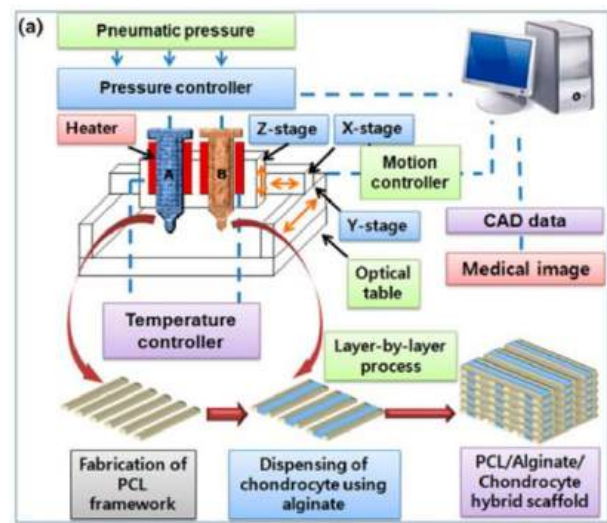 (a)
Pneumatic pressure
Pressure controller
Heater
Z-stage
X-stage
A
B
Motion
controller
Y-stage
CAD data
Optical
table
Medical image
Temperature
controller
Layer-by-layer
process
Fabrication of
PCL
framework
Dispensing of
chondrocyte using
alginate
PCL/Alginate/
Chondrocyte
hybrid scaffold